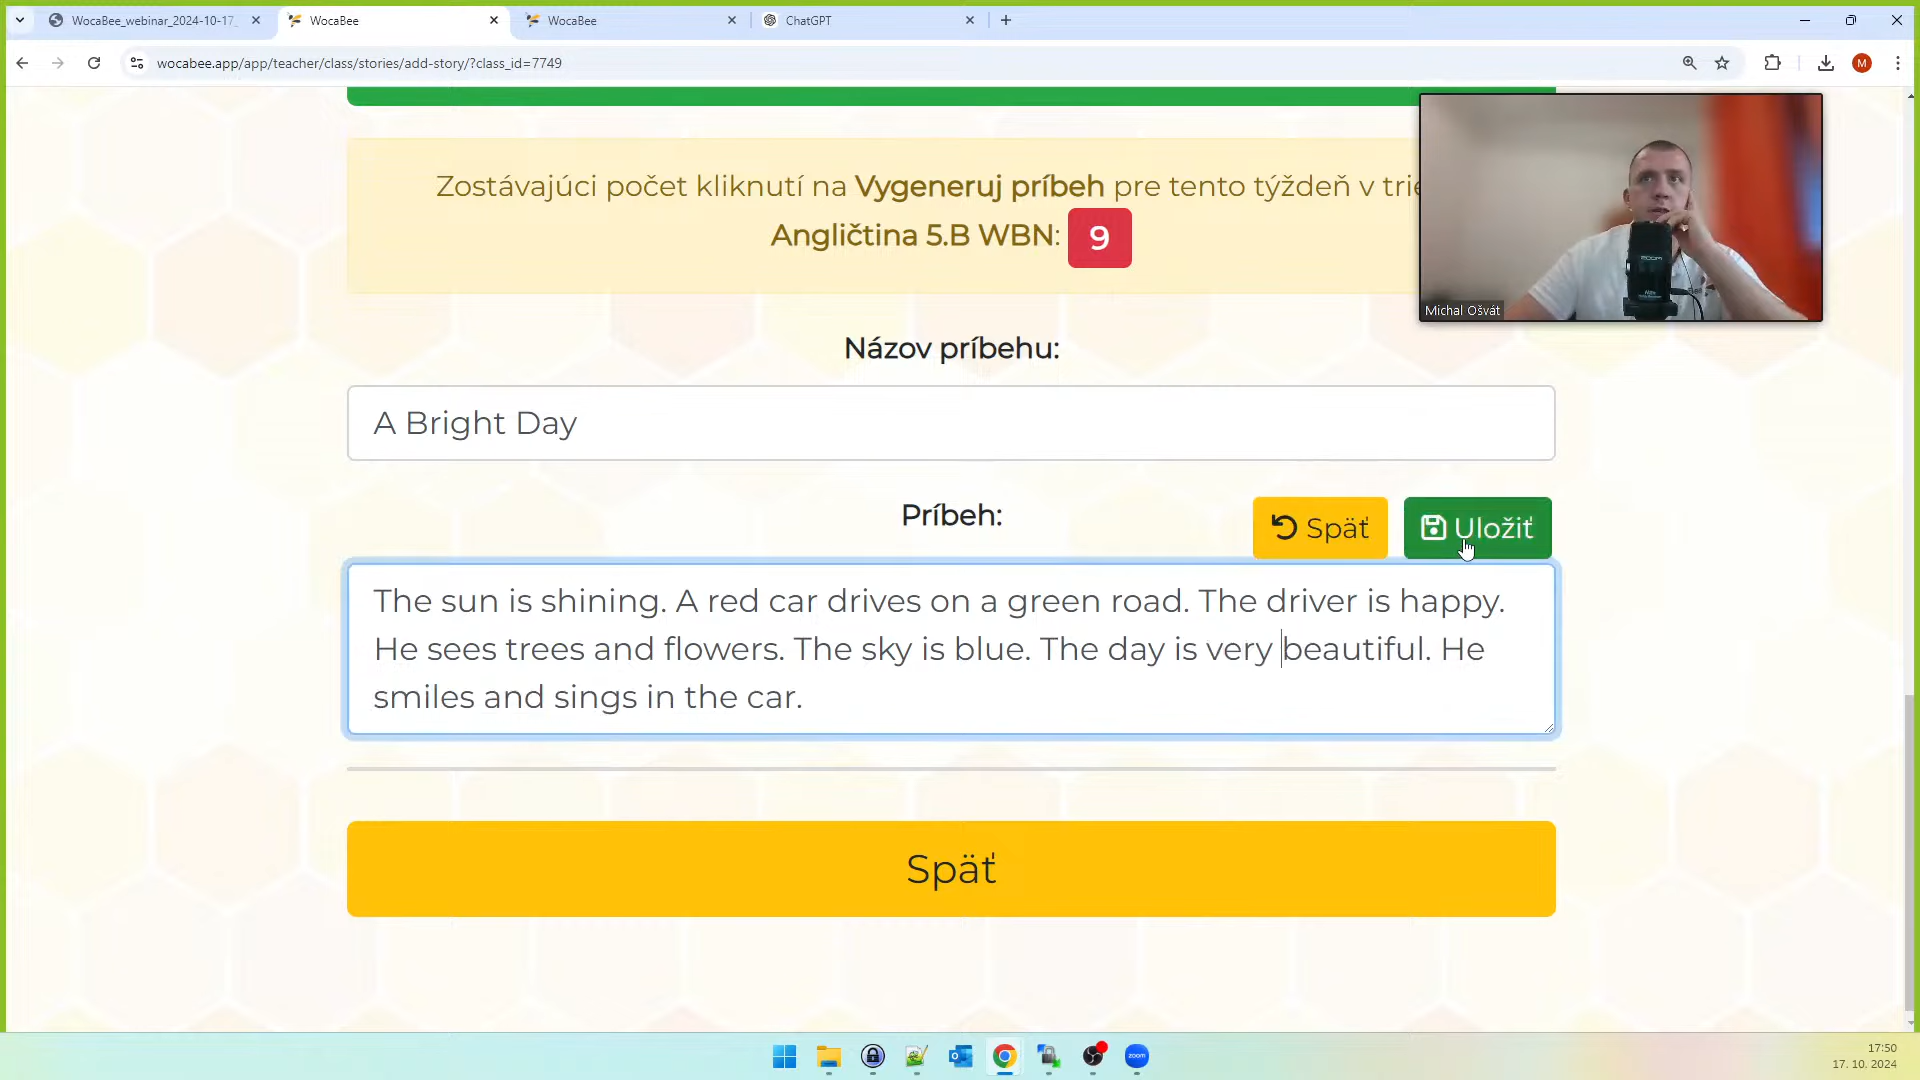 WocaBee_webinar_2024-10-17_
WocaBee
WocaBee
ChatGPT
wocabee.app/app/teacher/class/stories/add-story/?class_id=7749
M
Zostávajúci počet kliknutí na Vygeneruj príbeh pre tento týždeň v trie
Angličtina 5.B WBN: 9
Michal Ošvát
Názov príbehu:
A Bright Day
Príbeh:
Späť
Uložiť
The sun is shining. A red car drives on a green road. The driver is happy.
He sees trees and flowers. The sky is blue. The day is very beautiful. He
smiles and sings in the car.
Späť
zoom
17:50
17. 10. 2024